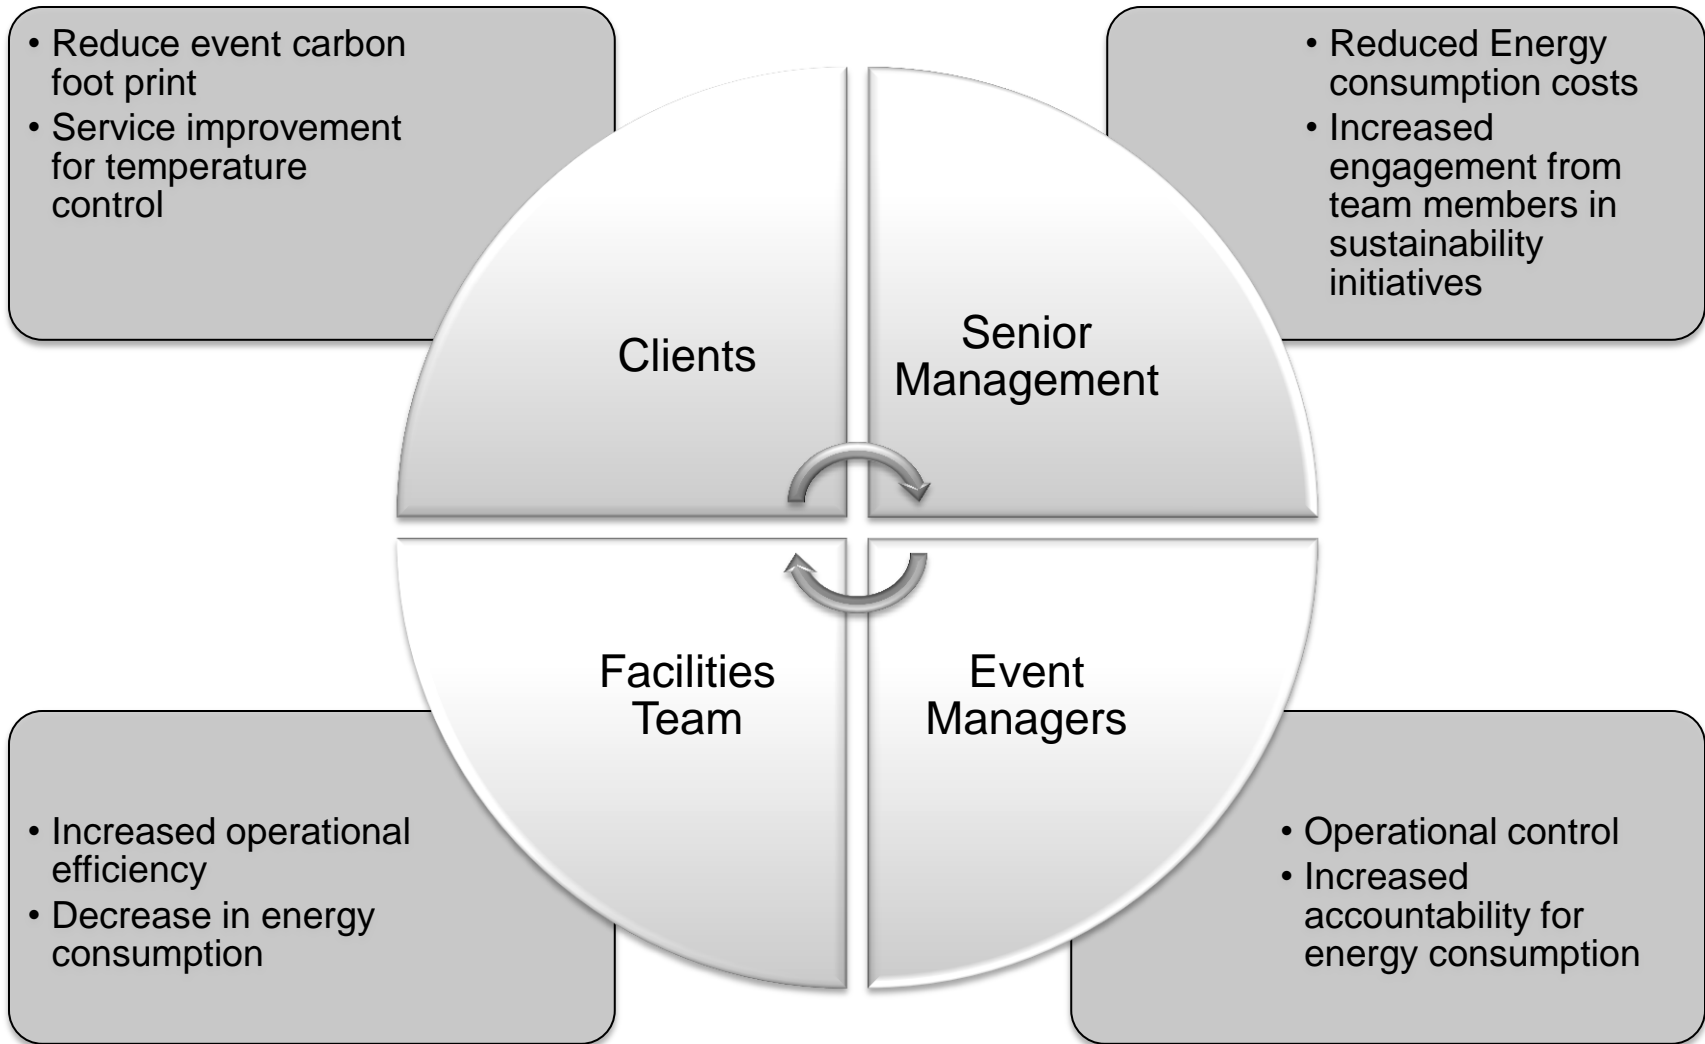 • Reduce event carbon
foot print
• Service improvement
for temperature
control
• Reduced Energy
consumption costs
• Increased
engagement from
team members in
sustainability
initiatives
Clients
Senior
Management
Facilities
Team
Event
Managers
• Increased operational
efficiency
• Decrease in energy
consumption
• Operational control
• Increased
accountability for
energy consumption